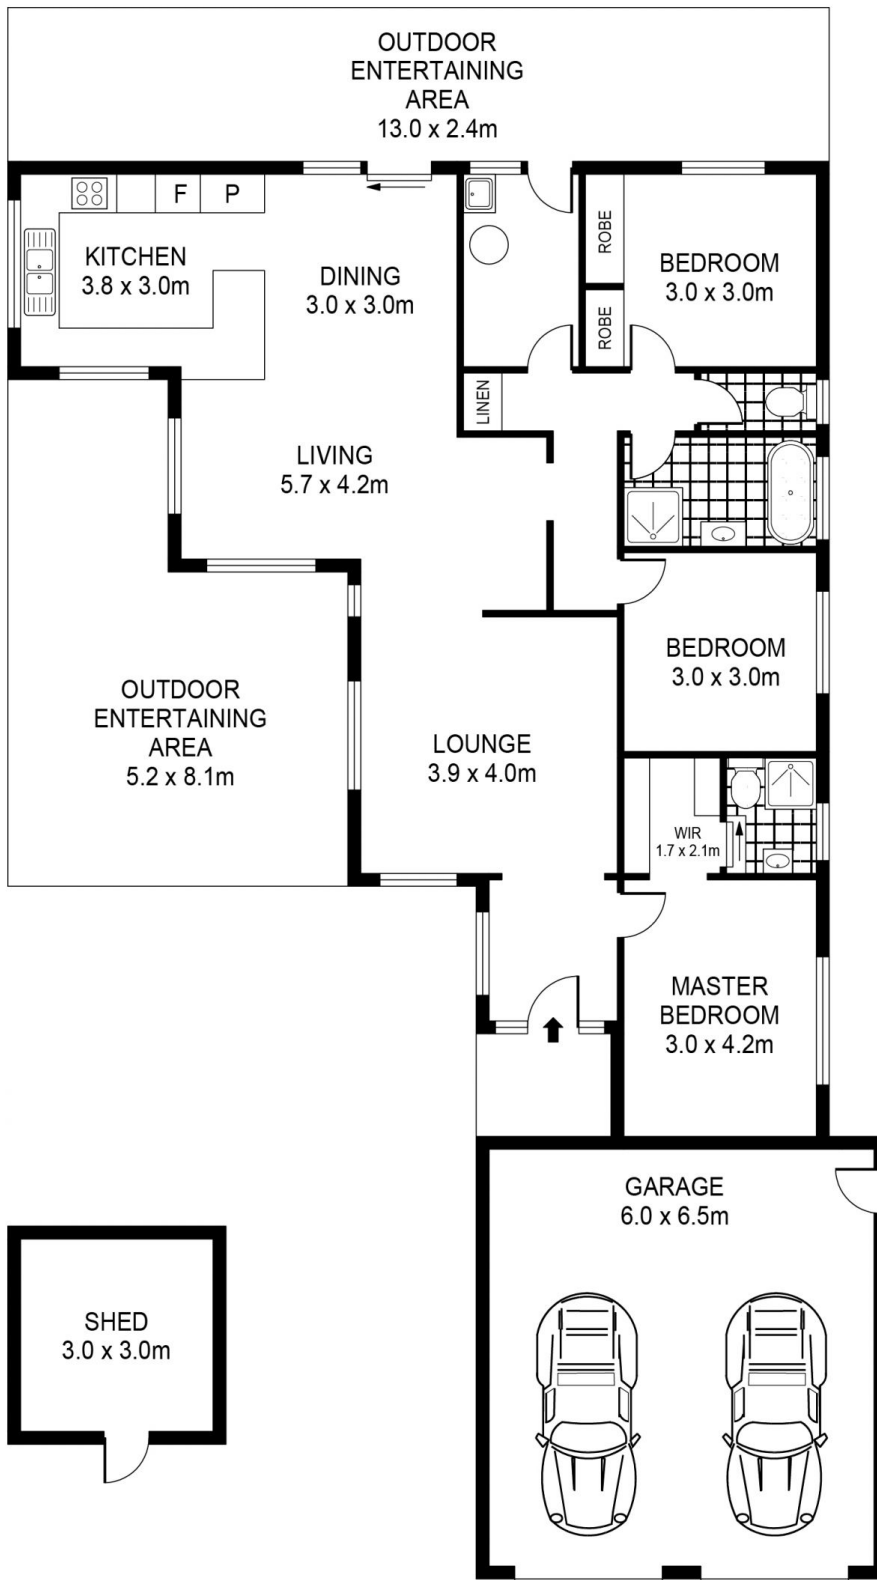 OUTDOOR
ENTERTAINING
AREA
13.0 x 2.4m
F
P
KITCHEN
3.8 x 3.0m
DINING
3.0 x 3.0m
ROBE
BEDROOM
3.0 x 3.0m
ROBE
LINEN
LIVING
5.7 x 4.2m
BEDROOM
3.0 x 3.0m
OUTDOOR
ENTERTAINING
AREA
5.2 x 8.1m
LOUNGE
3.9 x 4.0m
WIR
1.7 x 2.1m
MASTER
BEDROOM
3.0 x 4.2m
GARAGE
6.0 x 6.5m
SHED
3.0 x 3.0m